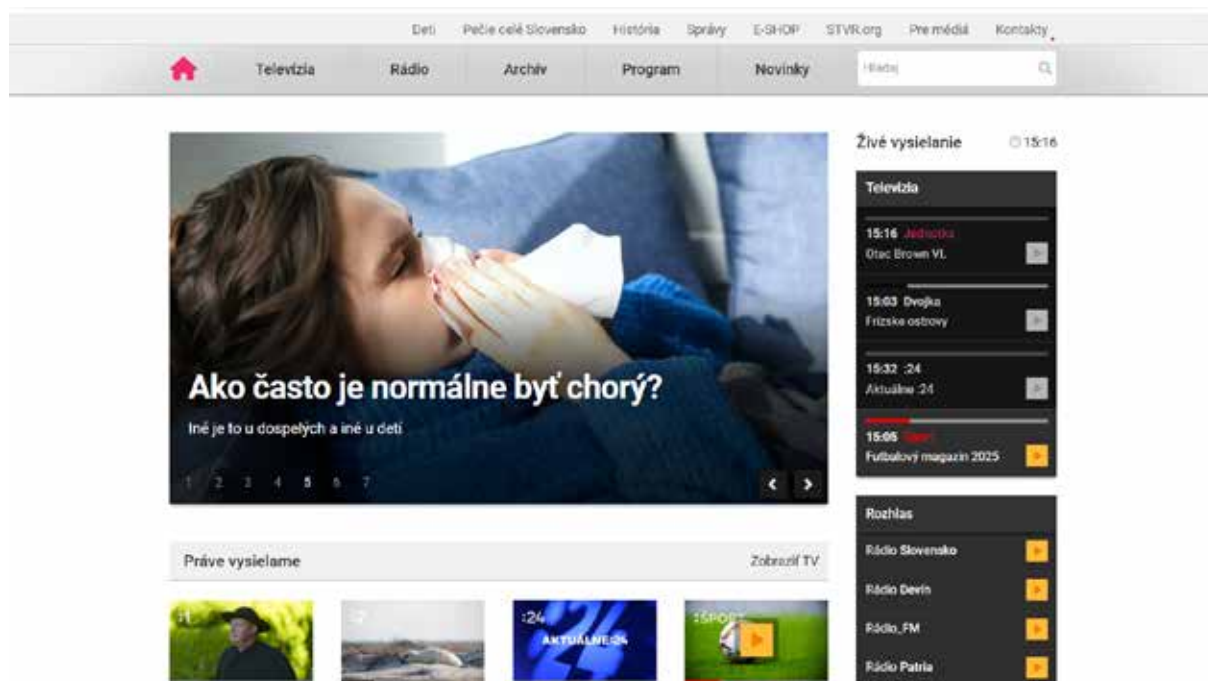 Deti Pečie celé Slovensko História Správy E-SHOP STVR.org Pre médiá Kontakty
Televízia Rádio Archív Program Novinky Hľadaj
Ako často je normálne byť chorý?
Iné je to u dospelých a iné u detí
1 2 3 4 5 6 7
Živé vysielanie 15:16
Televízia
15:16 Jednotka
Otec Brown VI.
15:03 Dvojka
Frízske ostrovy
15:32 :24
Aktuálne :24
15:05 Šport
Futbalový magazín 2025
Rozhlas
Rádio Slovensko
Rádio Devín
Rádio_FM
Rádio Patria
Práve vysielame Zobraziť TV
:1
:2
:24
AKTUÁLNE:24
:ŠPORT